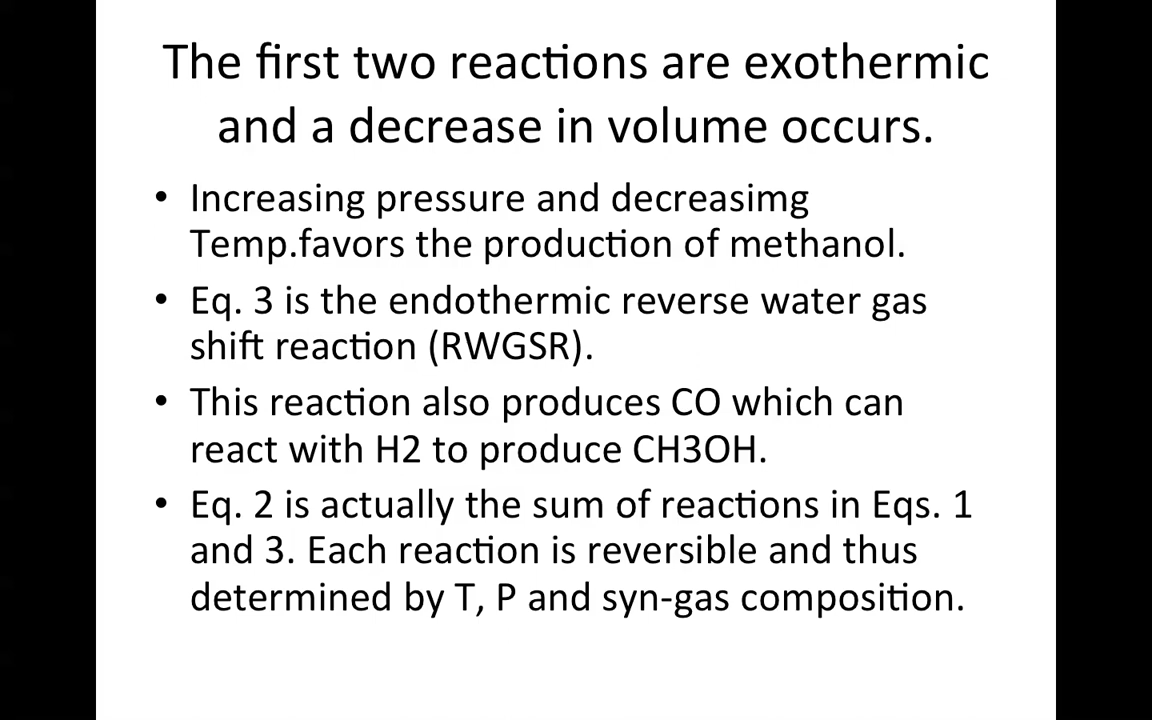 The first two reactions are exothermic
and a decrease in volume occurs.
• Increasing pressure and decreasimg
Temp.favors the production of methanol.
• Eq. 3 is the endothermic reverse water gas
shift reaction (RWGSR).
• This reaction also produces CO which can
react with H2 to produce CH3OH.
• Eq. 2 is actually the sum of reactions in Eqs. 1
and 3. Each reaction is reversible and thus
determined by T, P and syn-gas composition.